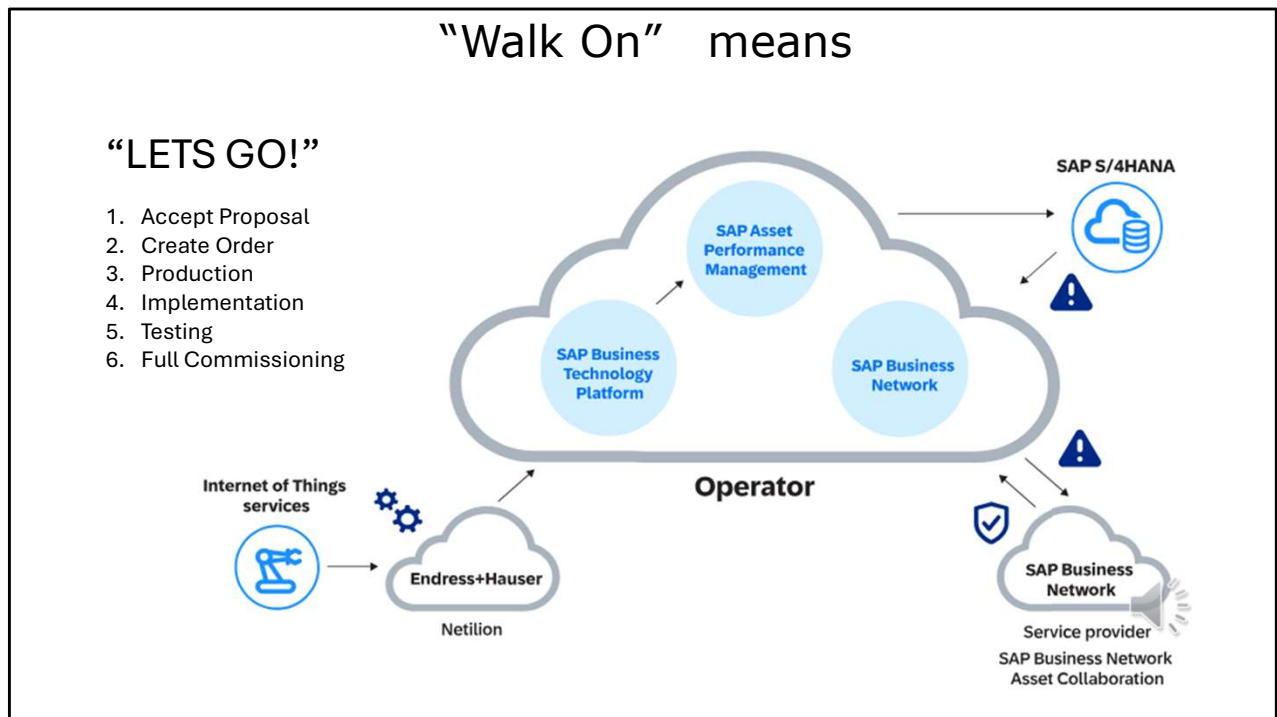 “Walk On” means
“LETS GO!”
1. Accept Proposal
2. Create Order
3. Production
4. Implementation
5. Testing
6. Full Commissioning
SAP S/4HANA
SAP Asset
Performance
Management
SAP Business
Technology
Platform
SAP Business
Network
Operator
Internet of Things
services
Endress+Hauser
Netilion
SAP Business
Network
Service provider
SAP Business Network
Asset Collaboration